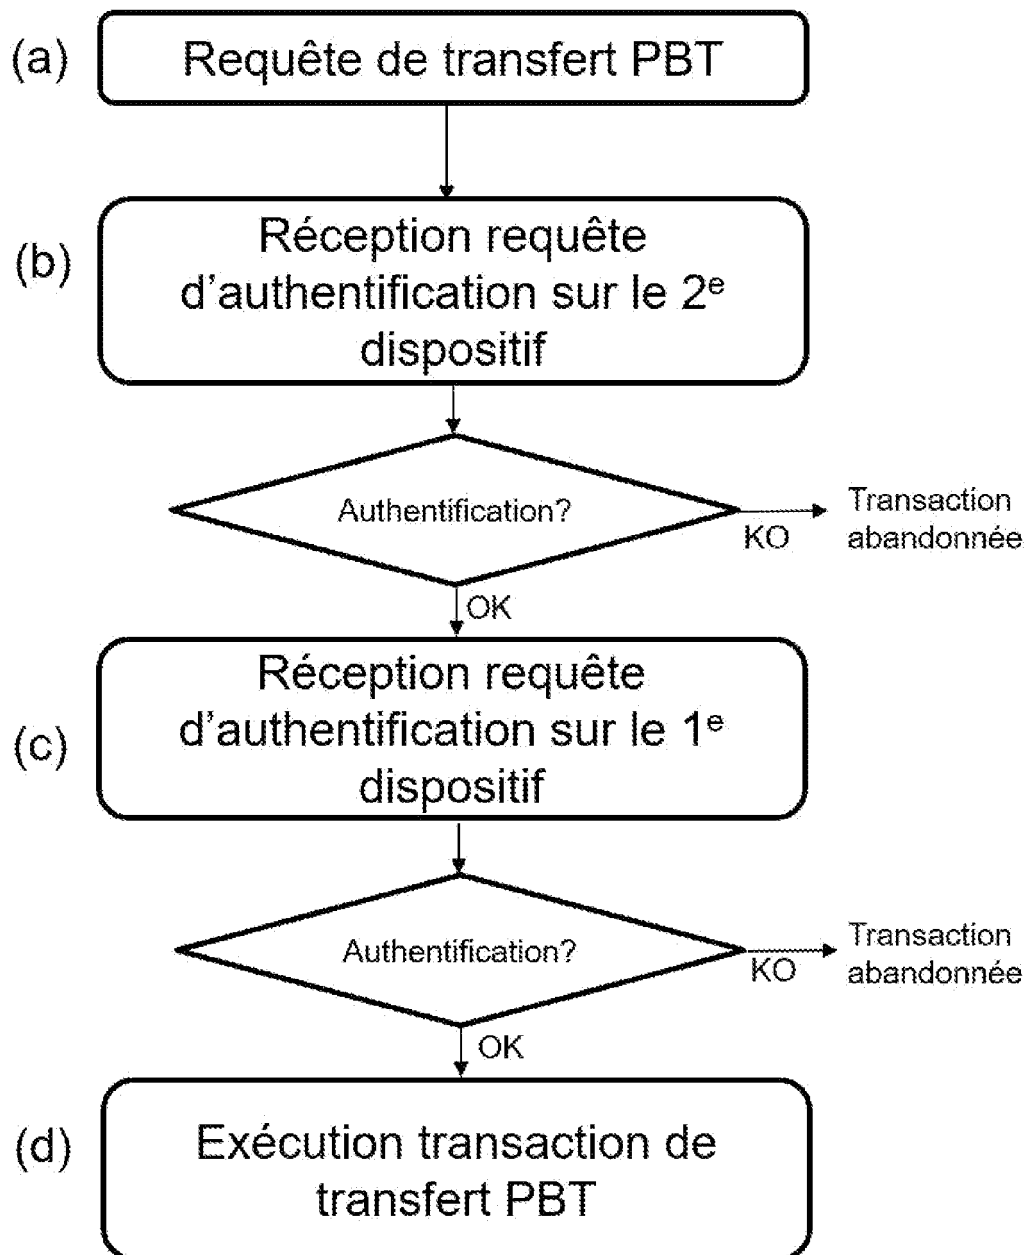 (a) Requête de transfert PBT
Réception requête
(b) d'authentification sur le 2e
dispositif
Authentification?
KO
Transaction
abandonnée
OK
Réception requête
(c) d'authentification sur le 1e
dispositif
Authentification?
KO
Transaction
abandonnée
OK
(d) Exécution transaction de
transfert PBT